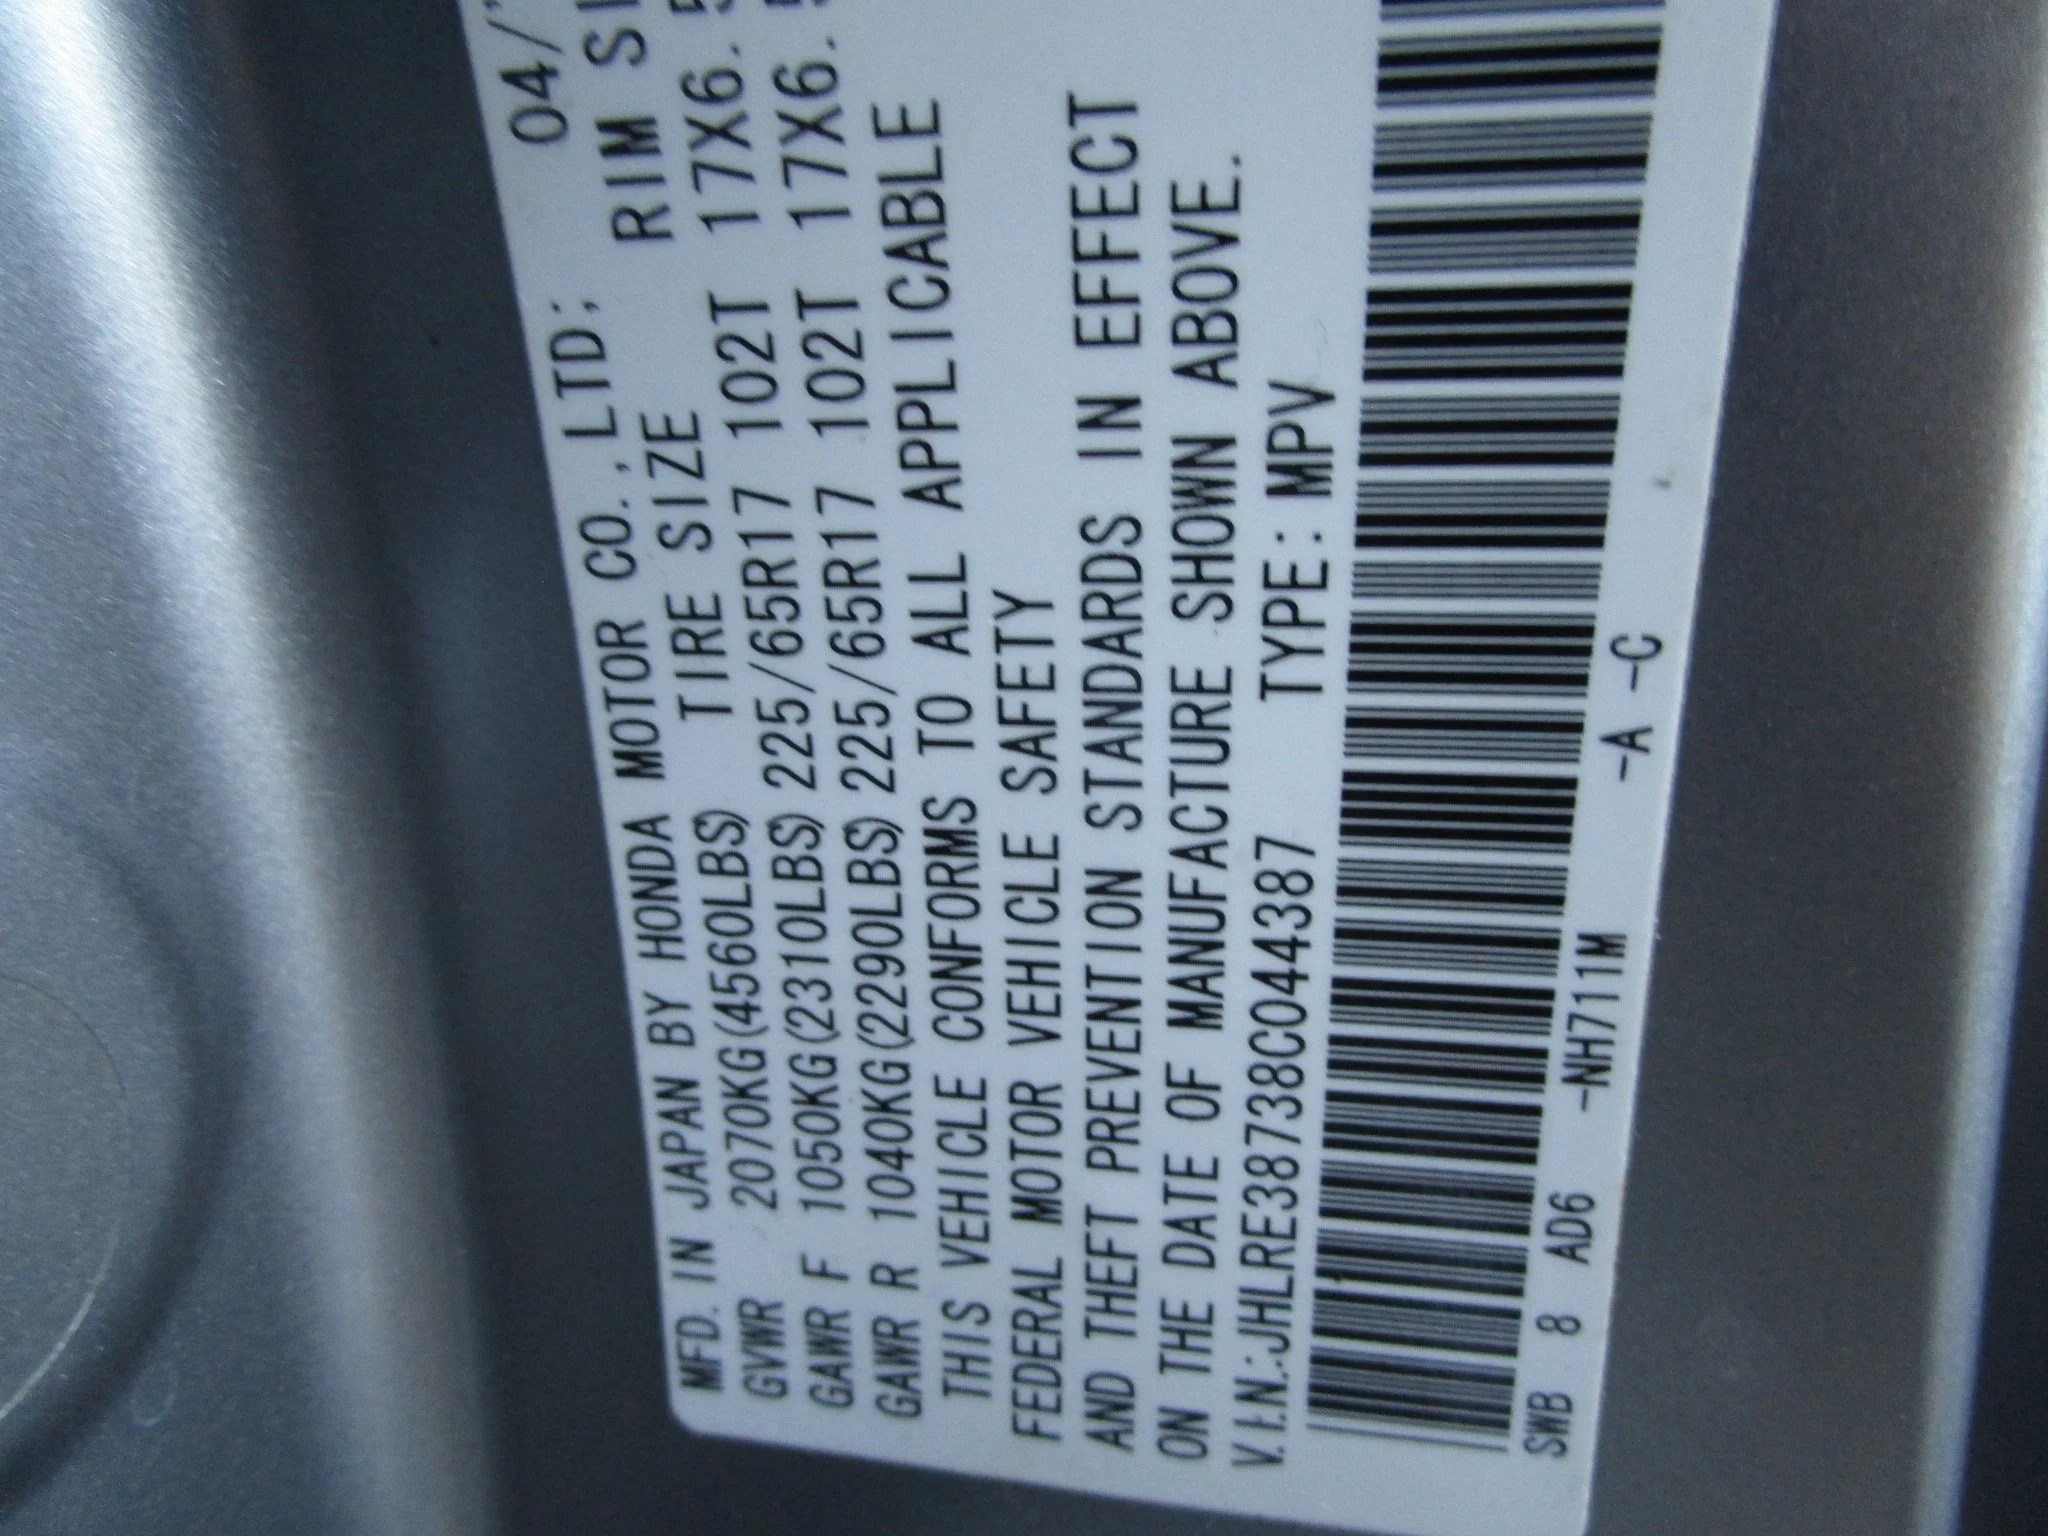 MFD. IN JAPAN BY HONDA MOTOR CO.,LTD; 04/
TIRE SIZE RIM
GVWR 2070KG(4560LBS) 225/65R17 102T 17X6.5
GAWR F 1050KG(2310LBS) 225/65R17 102T 17X6.
GAWR R 1040KG(2290LBS)
THIS VEHICLE CONFORMS TO ALL APPLICABLE
FEDERAL MOTOR VEHICLE SAFETY
AND THEFT PREVENTION STANDARDS IN EFFECT
ON THE DATE OF MANUFACTURE SHOWN ABOVE.
V.I.N.:JHLRE38738C044387 TYPE:MPV
SWB 8 AD6 -NH711M -A -C